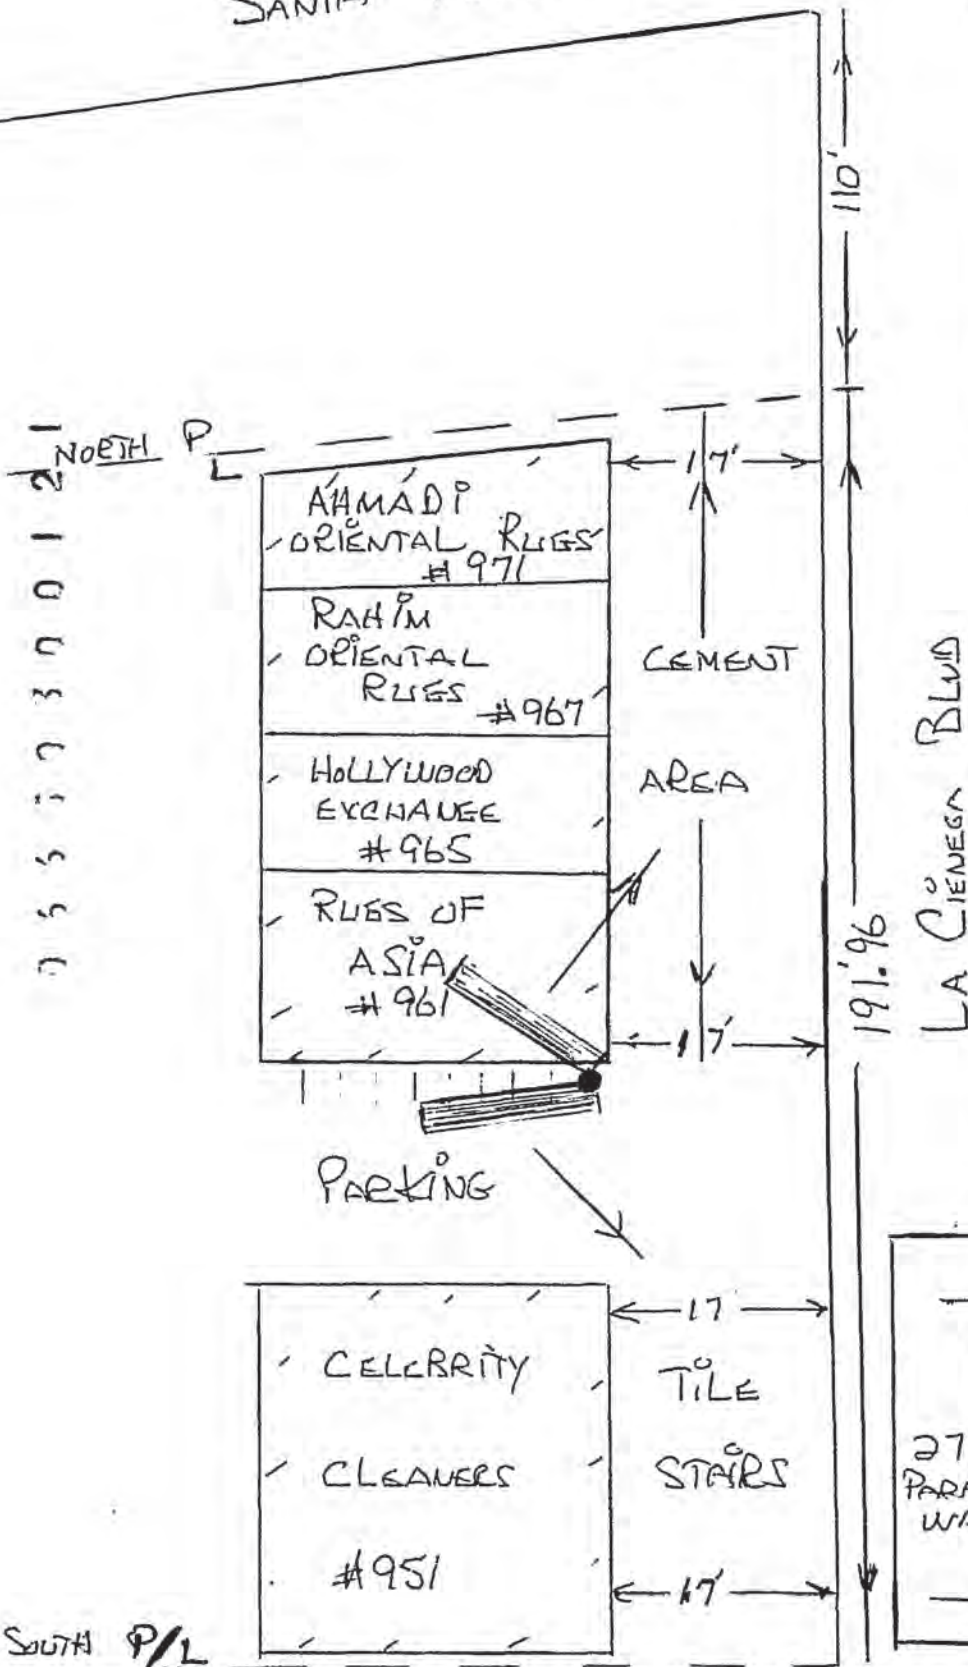 110'
NORTH P
L
17'
AHMADI
ORIENTAL RUGS
#971
RAHIM
ORIENTAL
RUGS
#967
CEMENT
HOLLYWOOD
EXCHANGE
#965
AREA
RUGS OF
ASIA
#961
17'
191.'96
LA CIENEGA BLVD
PARKING
17
CELEBRITY
CLEANERS
#951
TILE
STAIRS
17'
27
SOUTH P/L